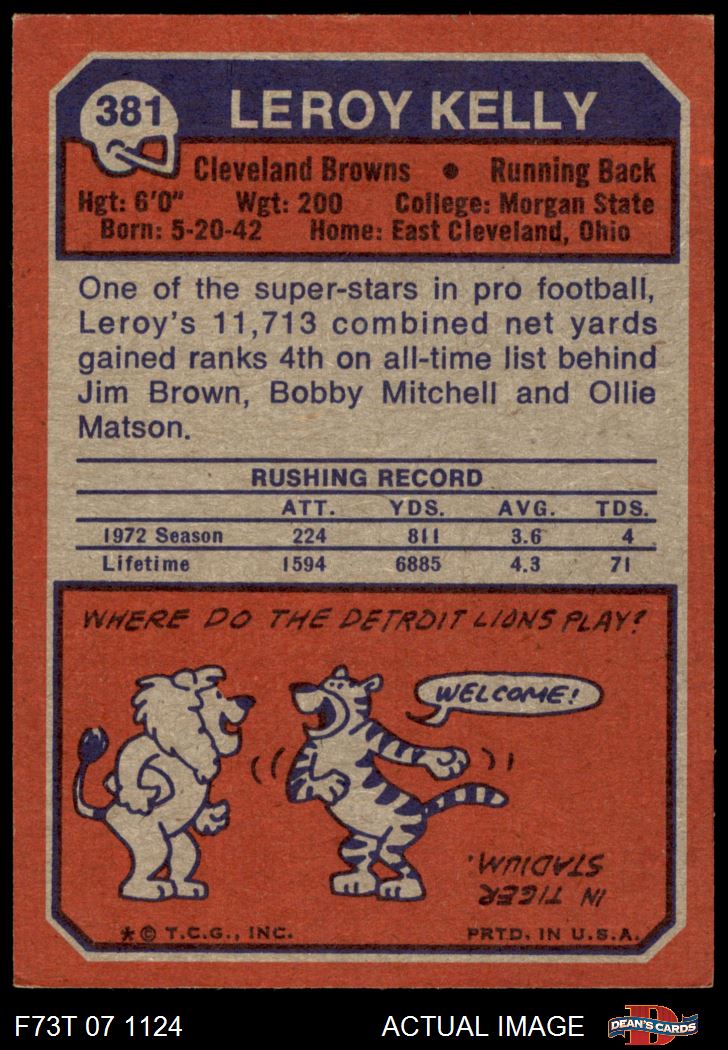 381
LEROY KELLY
Cleveland Browns • Running Back
Hgt: 6'0" Wgt: 200 College: Morgan State
Born: 5-20-42 Home: East Cleveland, Ohio
One of the super-stars in pro football,
Leroy's 11,713 combined net yards
gained ranks 4th on all-time list behind
Jim Brown, Bobby Mitchell and Ollie
Matson.
RUSHING RECORD
ATT. YDS. AVG. TDS.
1972 Season 224 811 3.6 4
Lifetime 1594 6885 4.3 71
WHERE DO THE DETROIT LIONS PLAY?
WELCOME!
IN TIGER
STADIUM.
* © T.C.G., INC. PRTD. IN U.S.A.
F73T 07 1124 ACTUAL IMAGE
D
DEAN'S CARDS